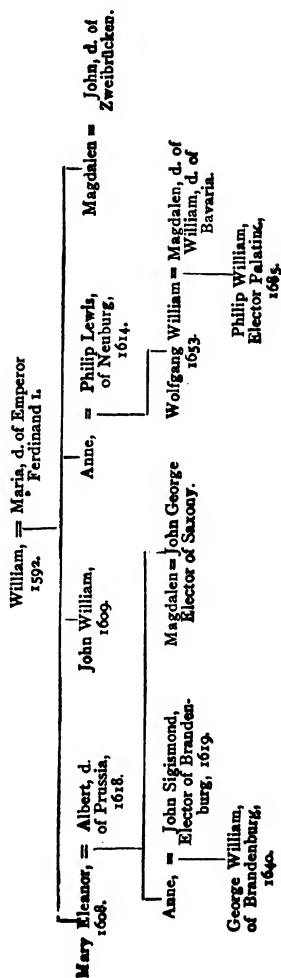 William, = Maria, d. of Emperor
1592. Ferdinand I.
Mary Eleanor, = Albert, d.
1608. of Prussia,
1618.
John William,
1609.
Anne, = Philip Lewis,
of Neuburg,
1614.
Magdalen = John, d. of
Zweibrücken.
Anne, = John Sigismond,
Elector of Branden-
burg, 1619.
Magdalen = John George
Elector of Saxony.
Wolfgang William = Magdalen, d. of
1653. William, d. of
Bavaria.
George William,
of Brandenburg,
1640.
Philip William,
Elector Palatine,
1685.